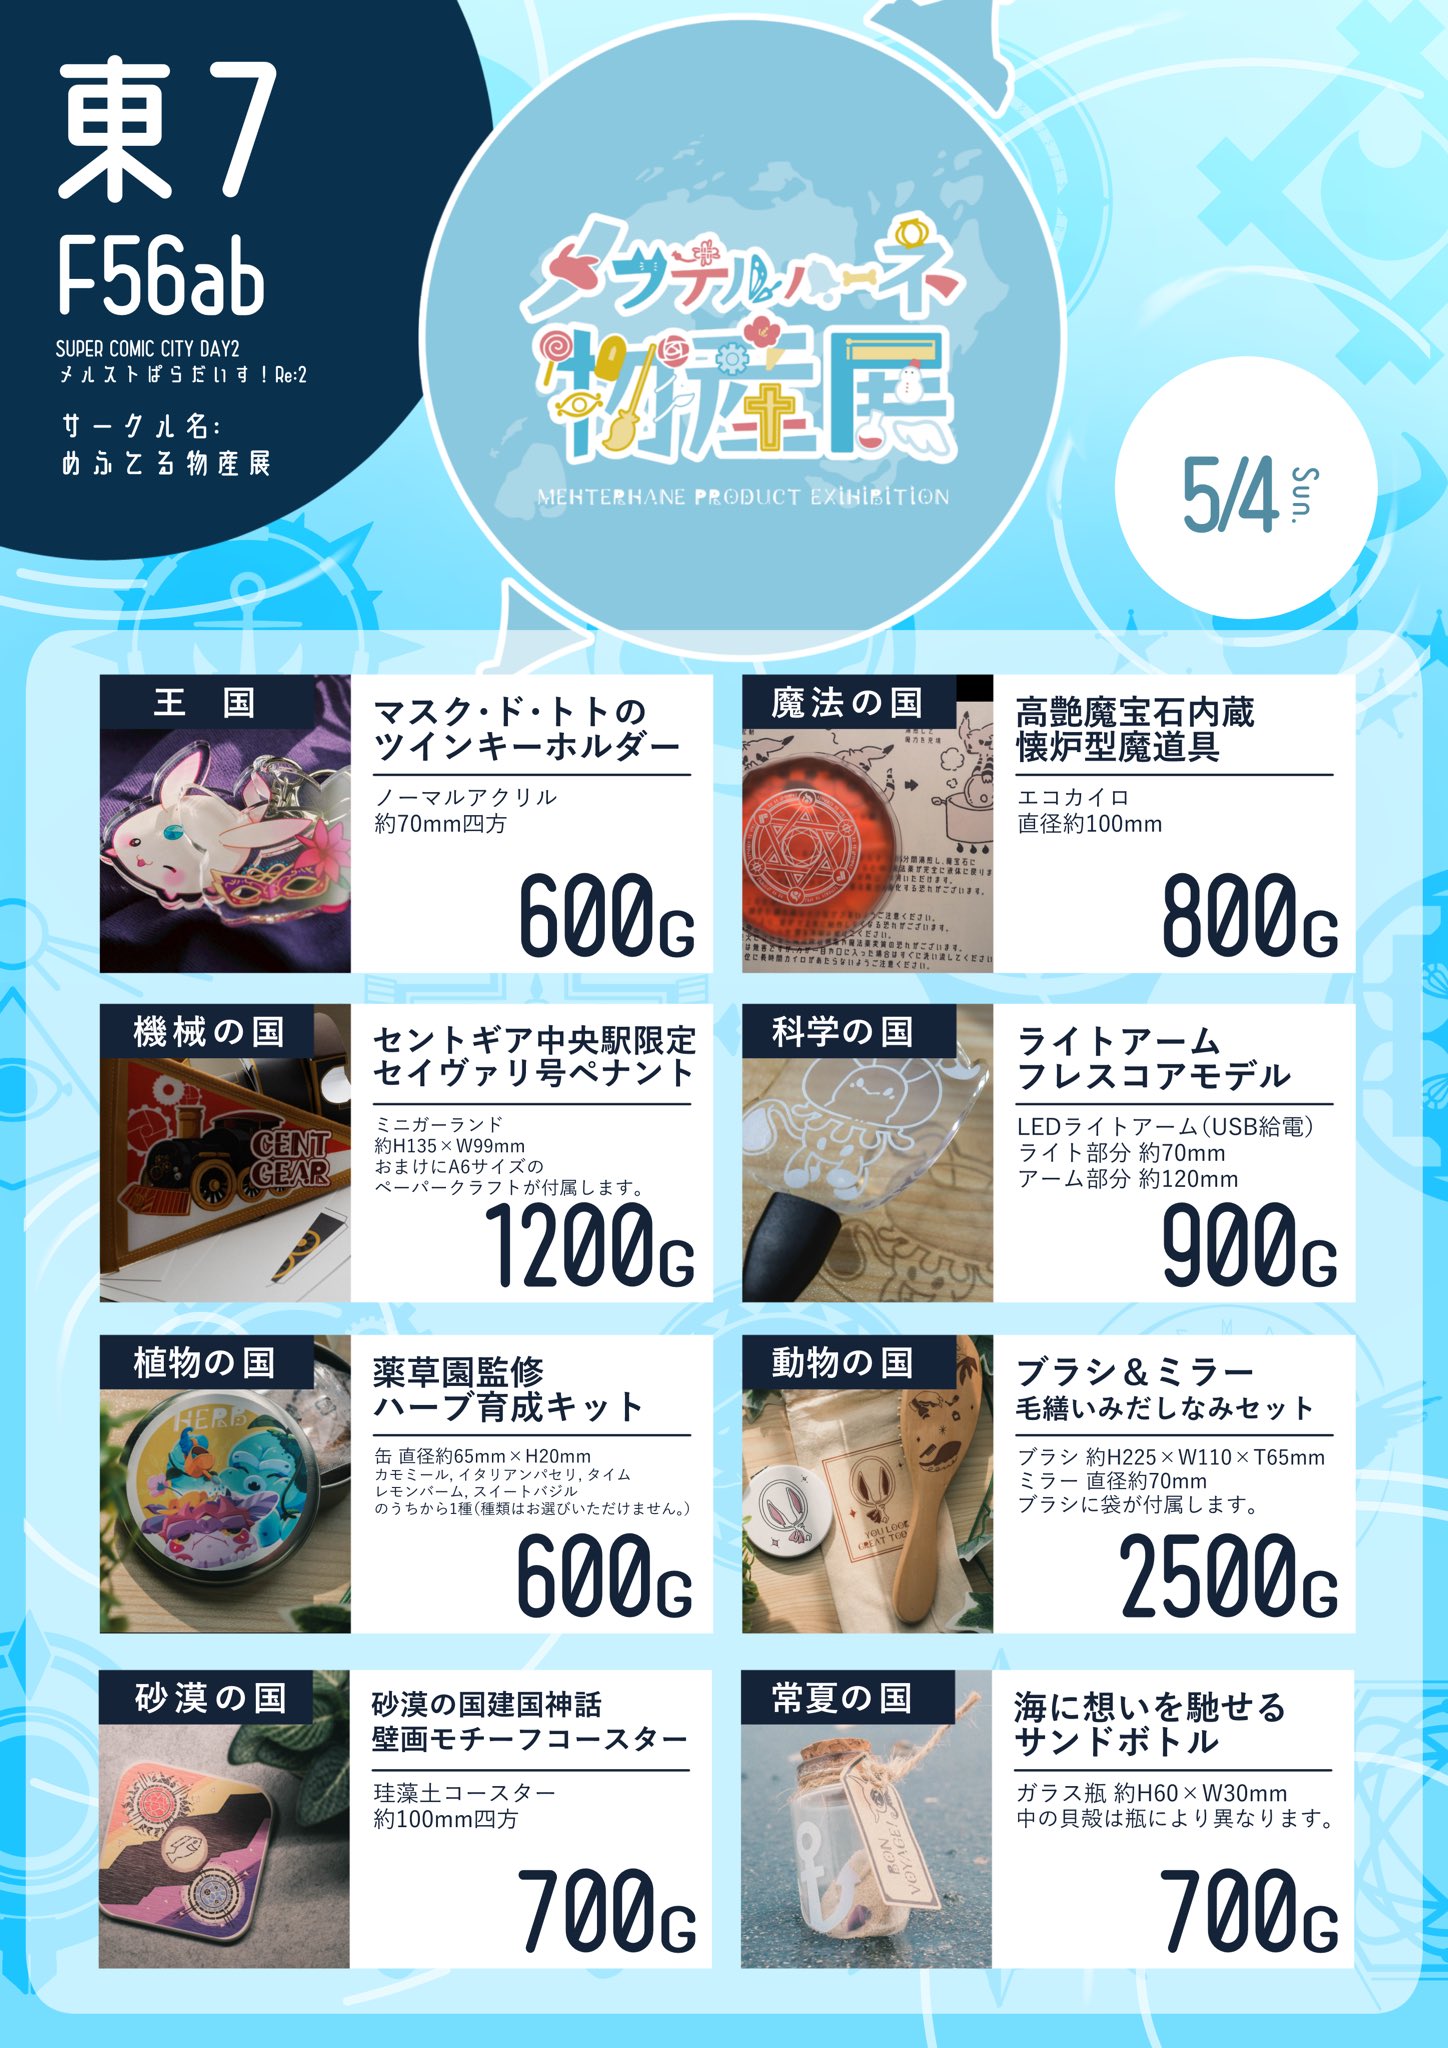 東7
F56ab
SUPER COMIC CITY DAY2
メルストぱらだいす!Re:2
サークル名:
めふてる物産展
メフテルハーネ
物産展
MEHTERHANE PRODUCT EXIHIBITION
5/4 Sun.
王国
マスク・ド・トトの
ツインキーホルダー
ノーマルアクリル
約70mm四方
600G
魔法の国
高艶魔宝石内蔵
懐炉型魔道具
エコカイロ
直径約100mm
800G
機械の国
CENT
GEAR
セントギア中央駅限定
セイヴァリ号ペナント
ミニガーランド
約H135×W99mm
おまけにA6サイズの
ペーパークラフトが付属します。
1200G
科学の国
ライトアーム
フレスコアモデル
LEDライトアーム(USB給電)
ライト部分 約70mm
アーム部分 約120mm
900G
植物の国
HERB
薬草園監修
ハーブ育成キット
缶 直径約65mm×H20mm
カモミール, イタリアンパセリ, タイム
レモンバーム, スイートバジル
のうちから1種(種類はお選びいただけません。)
600G
動物の国
YOU LOOK
GREAT TOO
ブラシ&ミラー
毛繕いみだしなみセット
ブラシ 約H225×W110×T65mm
ミラー 直径約70mm
ブラシに袋が付属します。
2500G
砂漠の国
砂漠の国建国神話
壁画モチーフコースター
珪藻土コースター
約100mm四方
700G
常夏の国
BON
VOYAGE!
海に想いを馳せる
サンドボトル
ガラス瓶 約H60×W30mm
中の貝殻は瓶により異なります。
700G